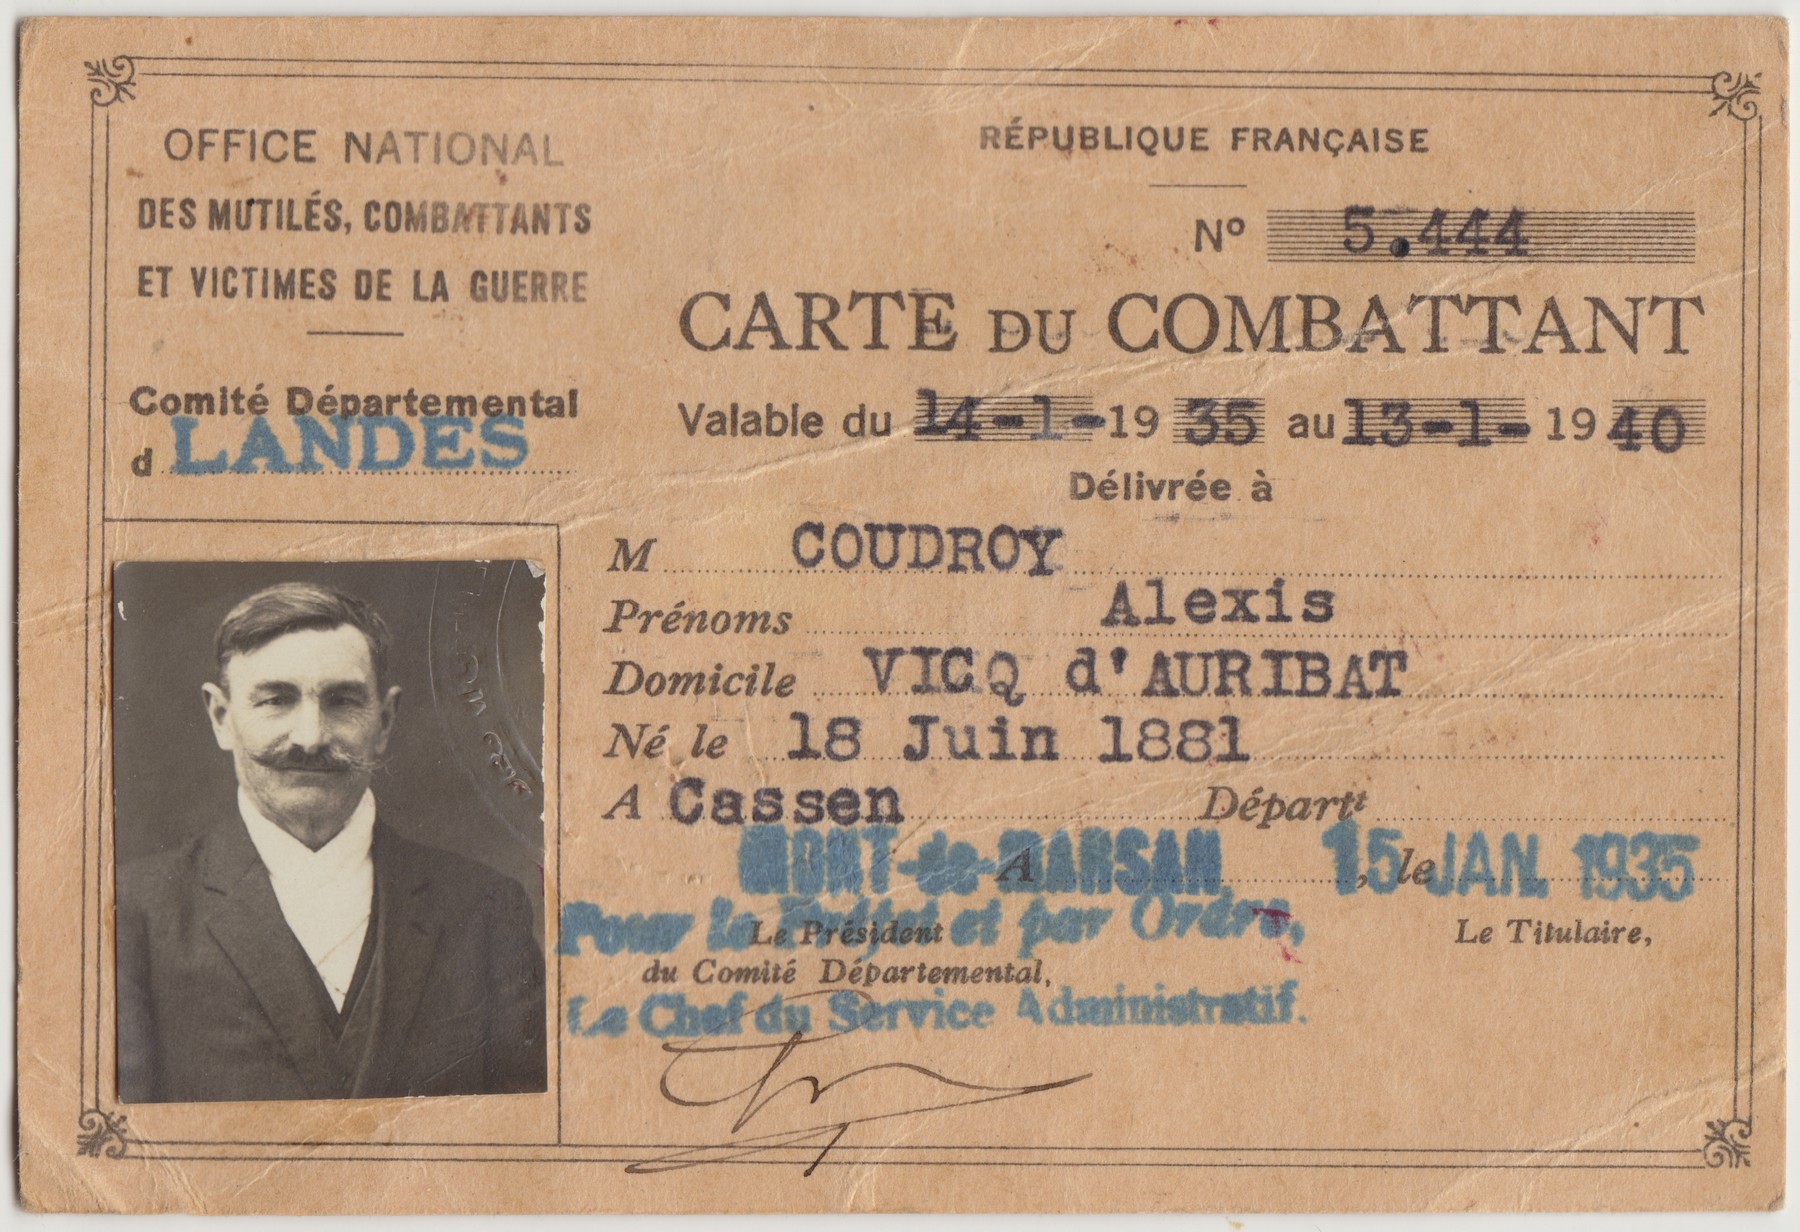 OFFICE NATIONAL
DES MUTILÉS, COMBATTANTS
ET VICTIMES DE LA GUERRE
Comité Départemental
d LANDES
RÉPUBLIQUE FRANÇAISE
Nº 5.444
CARTE DU COMBATTANT
Valable du 14-1-1935 au 13-1-1940
Délivrée à
M COUDROY
Prénoms Alexis
Domicile VICQ d'AURIBAT
Né le 18 Juin 1881
A Cassen Départt
A MONT-de-MARSAN, le 15 JAN. 1935
Pour le Préfet et par Ordre,
Le Président
Le Titulaire,
du Comité Départemental,
Le Chef du Service Administratif.